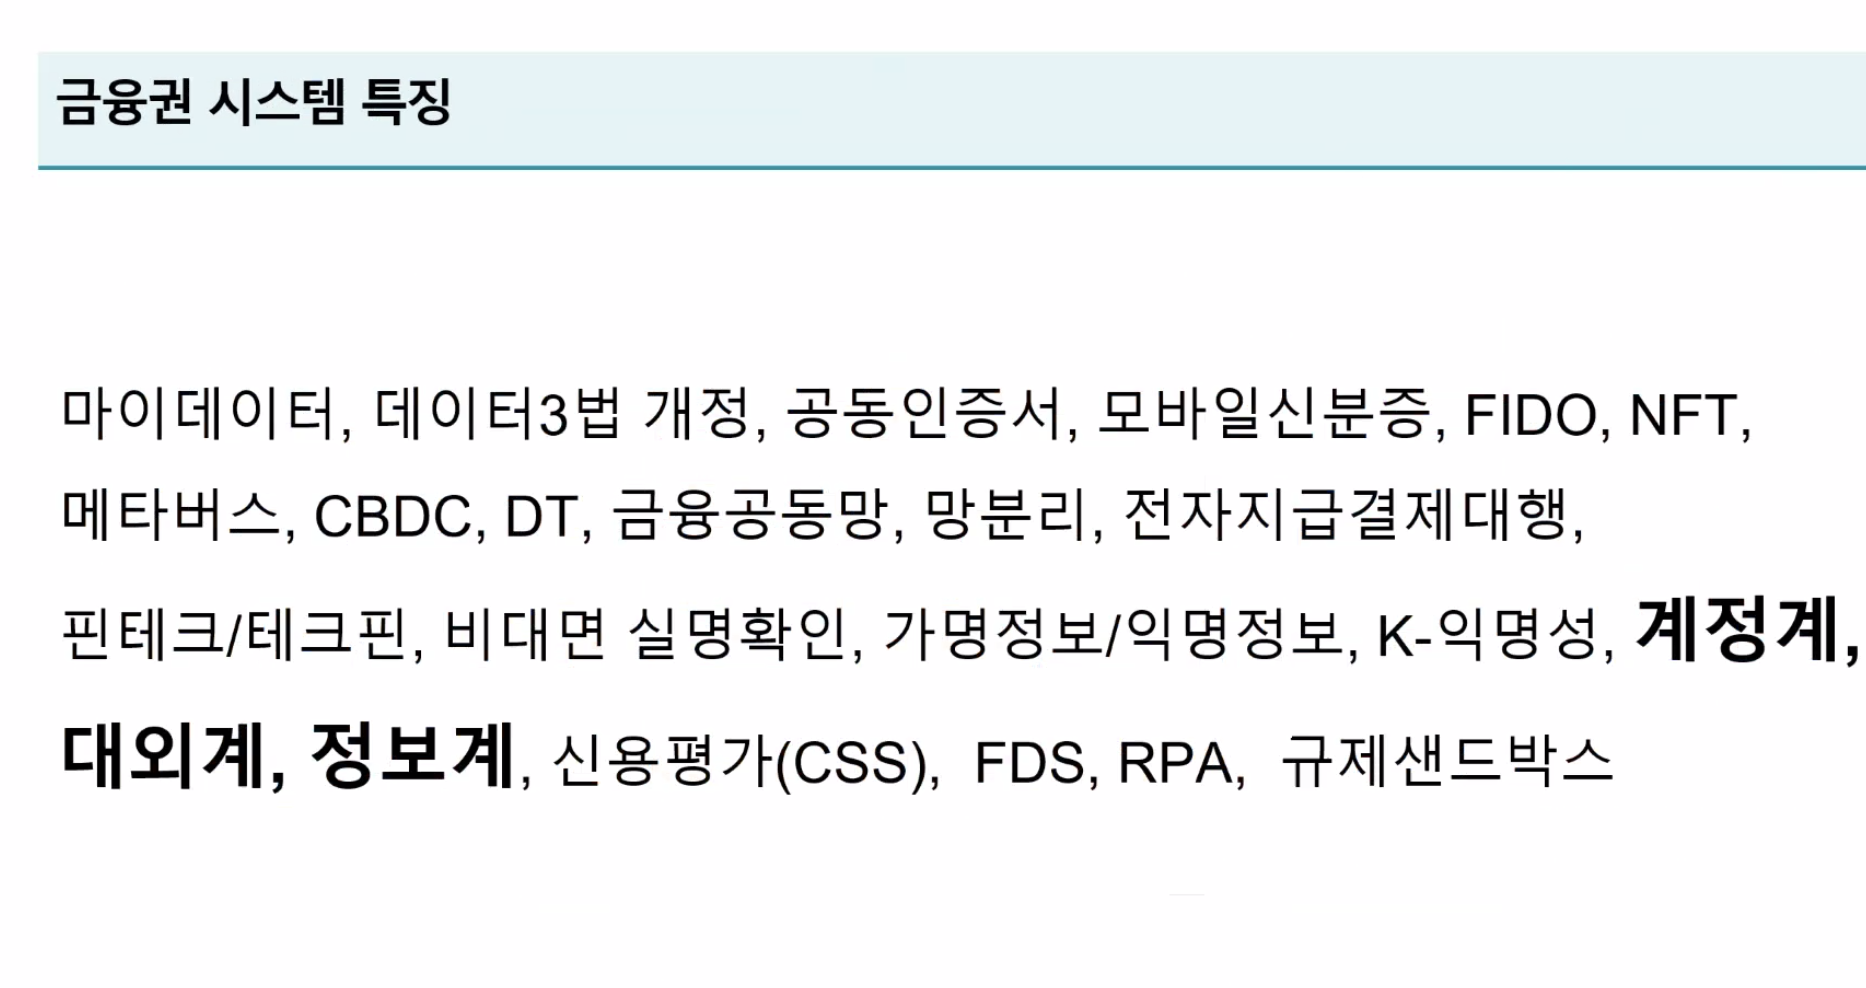 금융권 시스템 특징
마이데이터, 데이터3법 개정, 공동인증서, 모바일신분증, FIDO, NFT,
메타버스, CBDC, DT, 금융공동망, 망분리, 전자지급결제대행,
핀테크/테크핀, 비대면 실명확인, 가명정보/익명정보, K-익명성, 계정계,
대외계, 정보계, 신용평가(CSS), FDS, RPA, 규제샌드박스